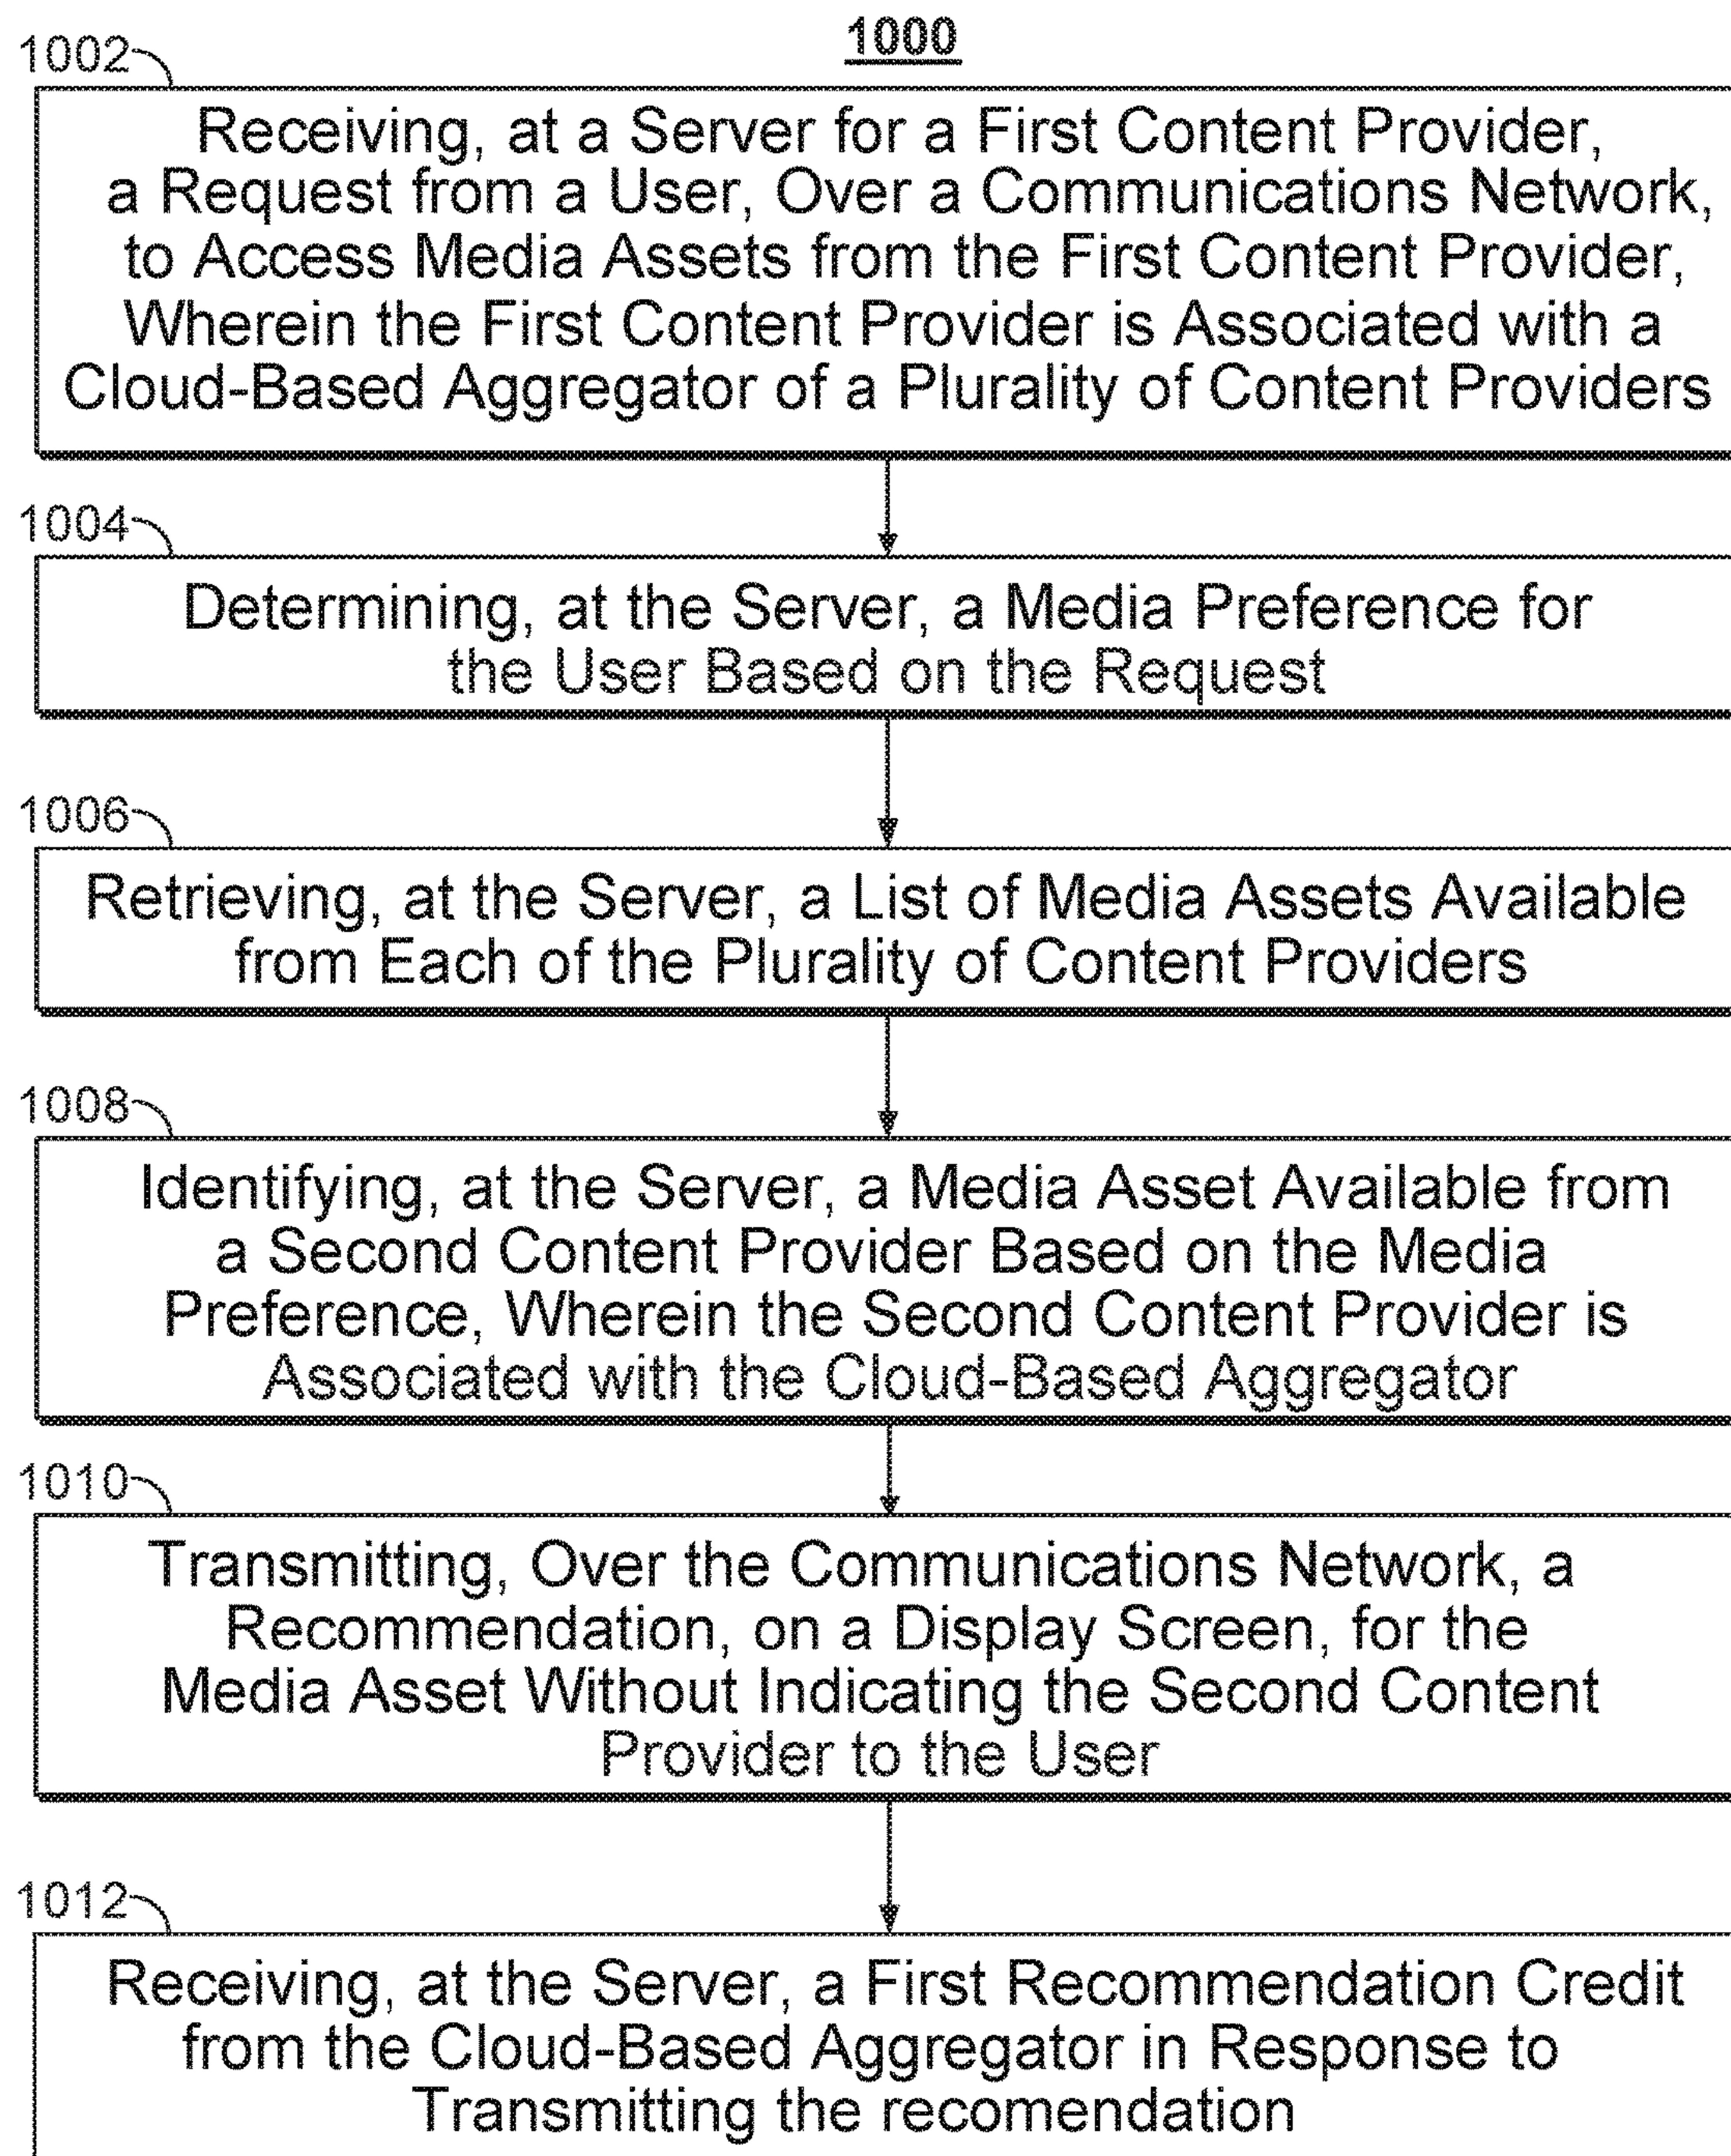 1000
1002
Receiving, at a Server for a First Content Provider,
a Request from a User, Over a Communications Network,
to Access Media Assets from the First Content Provider,
Wherein the First Content Provider is Associated with a
Cloud-Based Aggregator of a Plurality of Content Providers
1004
Determining, at the Server, a Media Preference for
the User Based on the Request
1006
Retrieving, at the Server, a List of Media Assets Available
from Each of the Plurality of Content Providers
1008
Identifying, at the Server, a Media Asset Available from
a Second Content Provider Based on the Media
Preference, Wherein the Second Content Provider is
Associated with the Cloud-Based Aggregator
1010
Transmitting, Over the Communications Network, a
Recommendation, on a Display Screen, for the
Media Asset Without Indicating the Second Content
Provider to the User
1012
Receiving, at the Server, a First Recommendation Credit
from the Cloud-Based Aggregator in Response to
Transmitting the recomendation